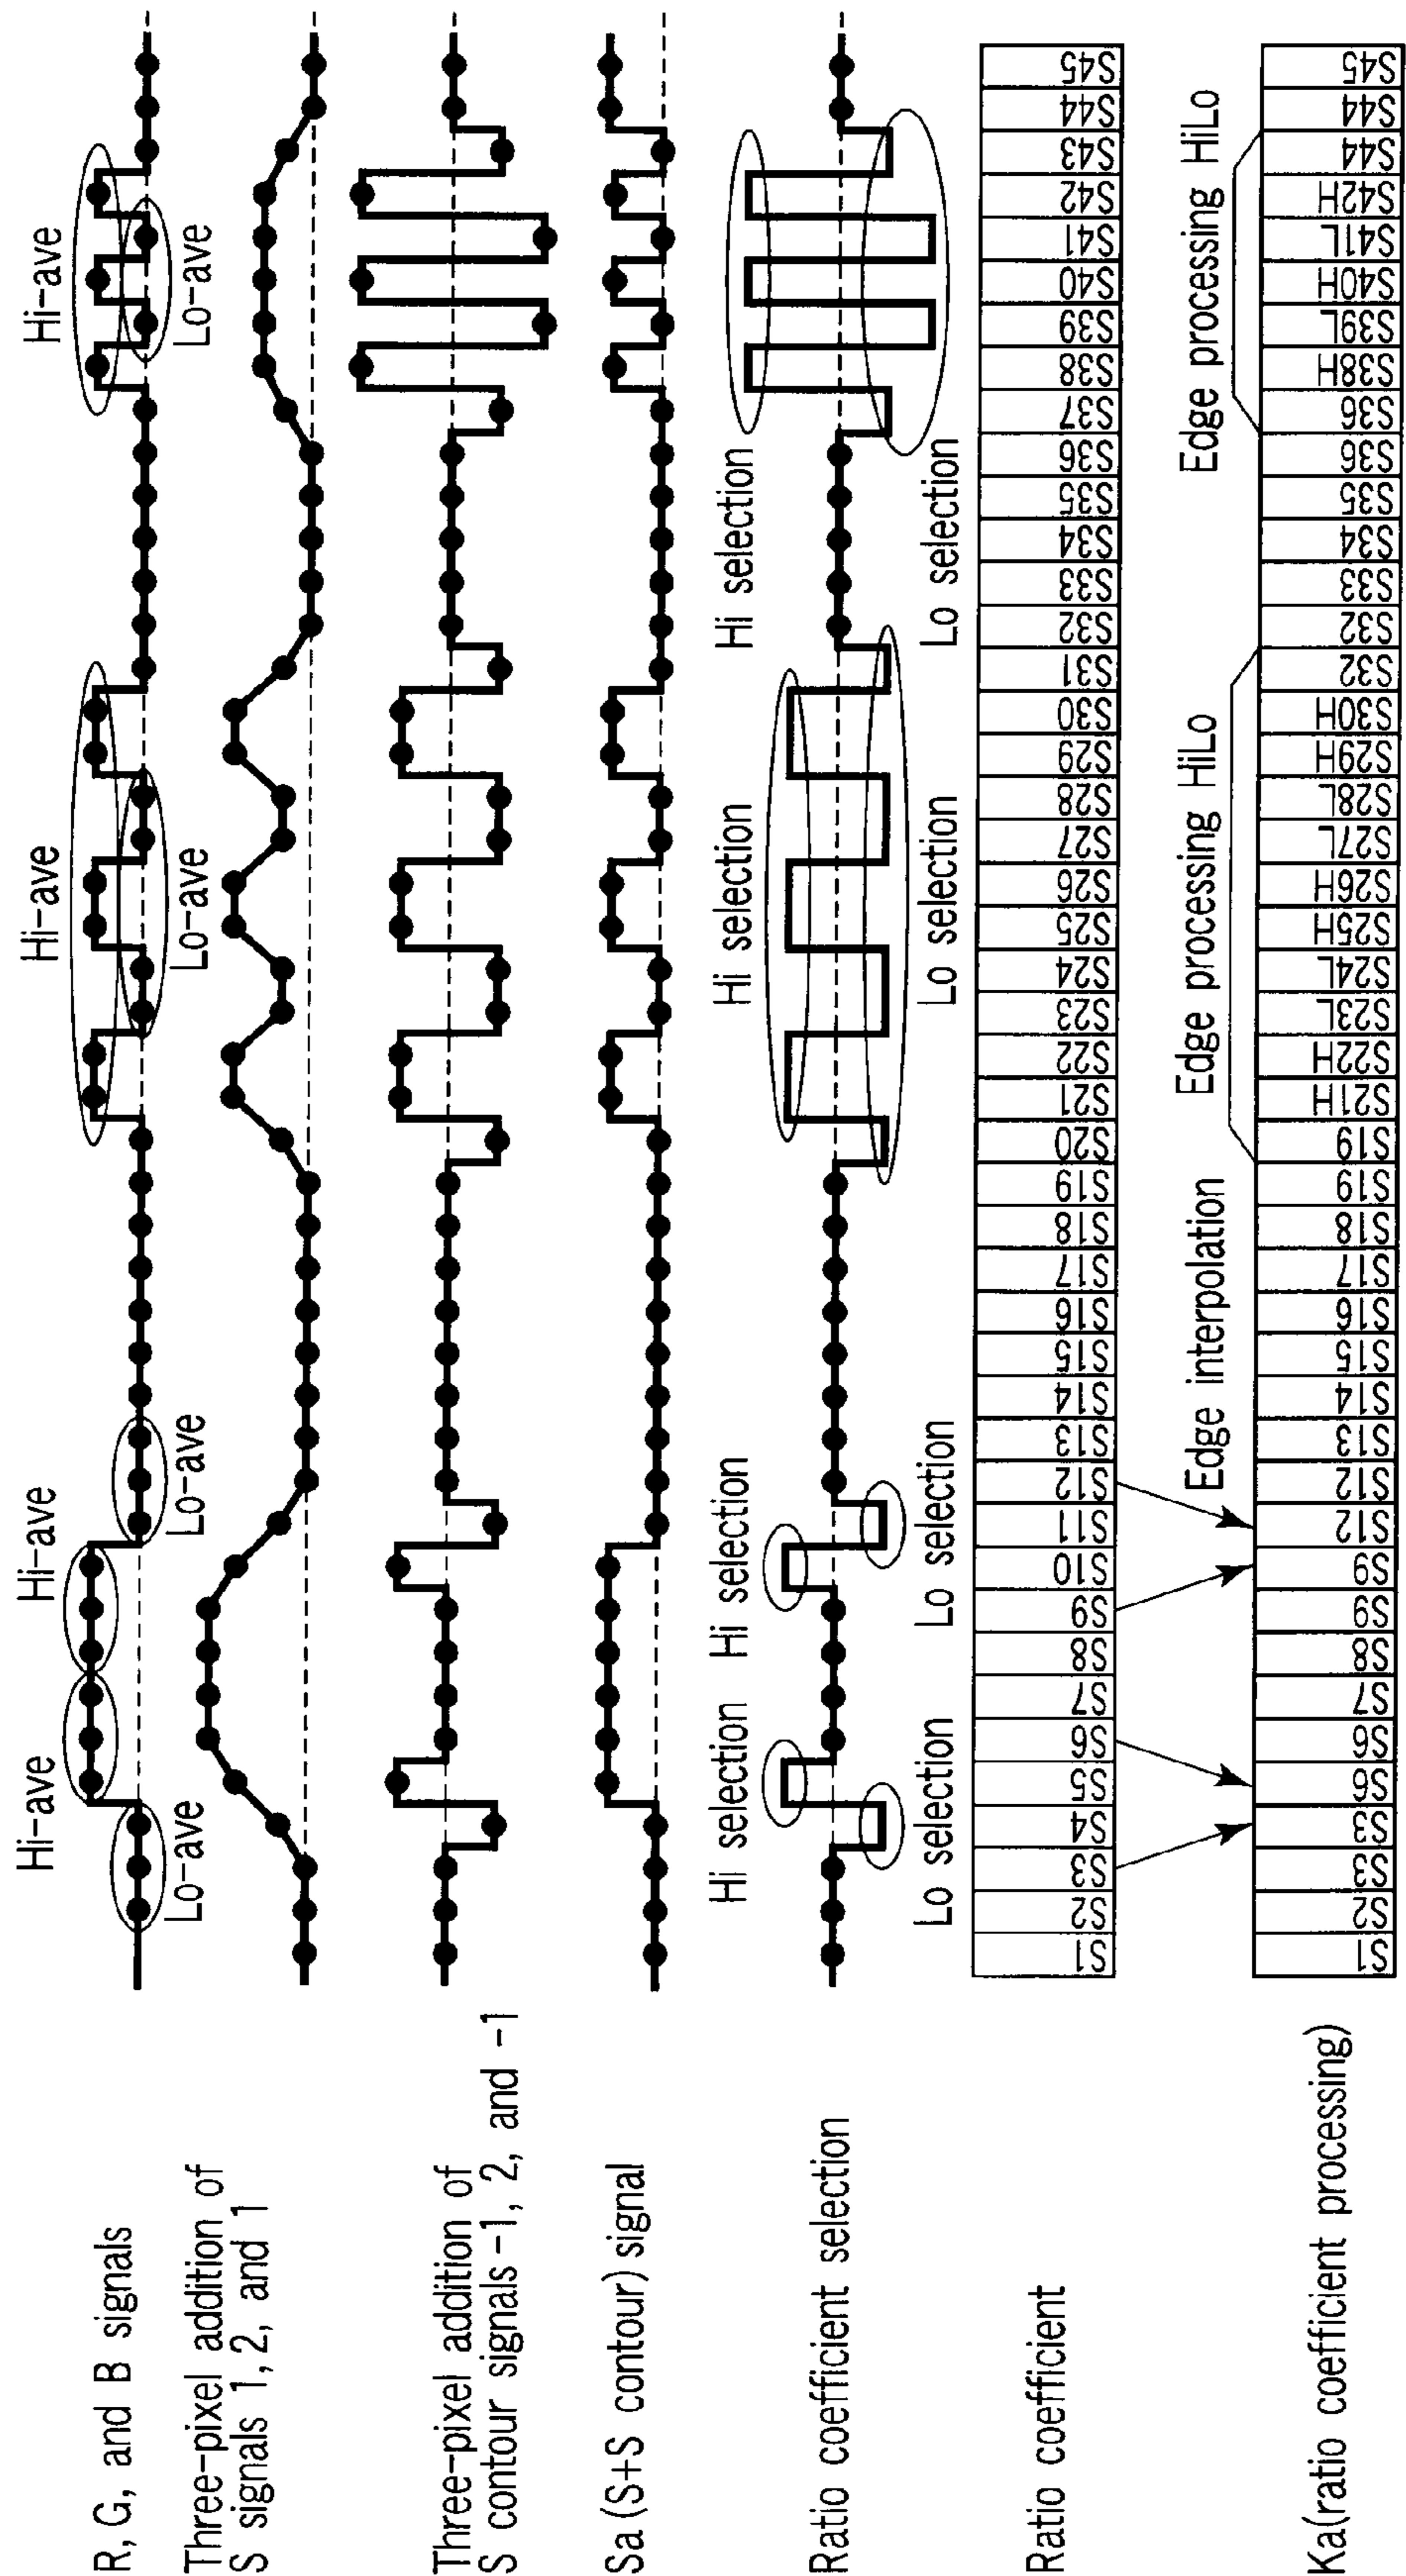 R, G, and B signals
Lo-ave
Hi-ave
Hi-ave
Lo-ave
Hi-ave
Lo-ave
Hi-ave
Lo-ave
Three-pixel addition of
S signals 1, 2, and 1
Three-pixel addition of
S contour signals -1, 2, and -1
Sa (S+S contour) signal
Ratio coefficient selection
Hi selection
Hi selection
Hi selection
Hi selection
Lo selection
Lo selection
Lo selection
Lo selection
Ratio coefficient
S1 S2 S3 S4 S5 S6 S7 S8 S9 S10 S11 S12 S13 S14 S15 S16 S17 S18 S19 S20 S21 S22 S23 S24 S25 S26 S27 S28 S29 S30 S31 S32 S33 S34 S35 S36 S37 S38 S39 S40 S41 S42 S43 S44 S45
Edge interpolation
Edge processing HiLo
Edge processing HiLo
Ka(ratio coefficient processing)
S1 S2 S3 S3 S6 S6 S7 S8 S9 S9 S12 S12 S13 S14 S15 S16 S17 S18 S19 S19 S21H S22H S23L S24L S25H S26H S27L S28L S29H S30H S32 S32 S33 S34 S35 S36 S36 S38H S39L S40H S41L S42H S44 S44 S45